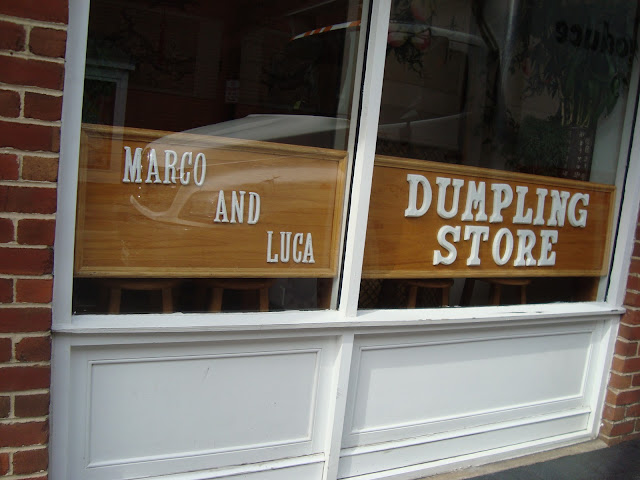 MARCO
AND
LUCA
DUMPLING
STORE